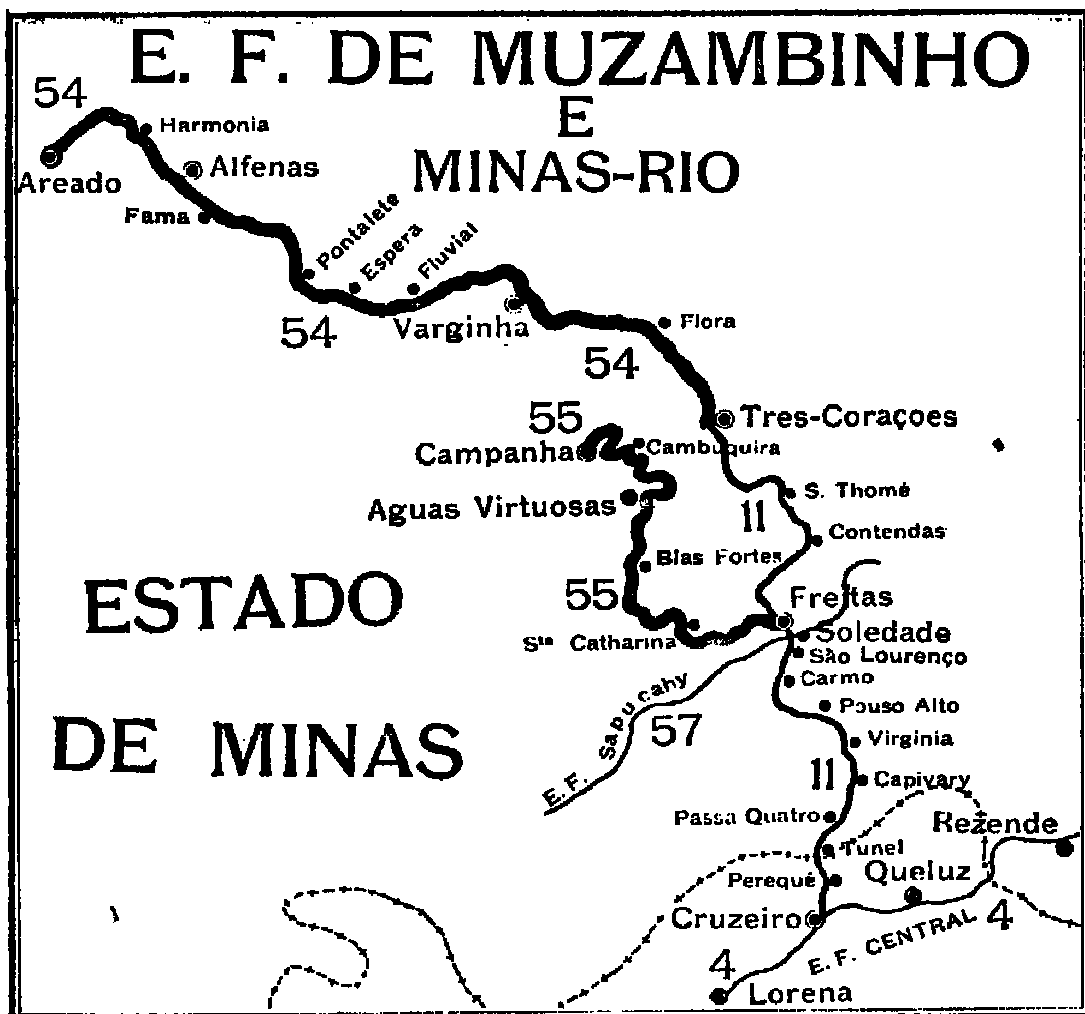 E. F. DE MUZAMBINHO
E
MINAS-RIO
54
Harmonia
Alfenas
Areado
Fama
Pontalete
Espera
Fluvial
54
Varginha
Flora
54
55
Tres-Coraçoes
Campanha
Cambuquira
Aguas Virtuosas
S. Thomé
11
Contendas
Bias Fortes
55
Freitas
ESTADO
Soledade
Sta Catharina
São Lourenço
Carmo
E. F. Sapucahy
57
Pouso Alto
DE MINAS
Virginia
11
Capivary
Passa Quatro
Rezende
Tunel
Perequê
Queluz
Cruzeiro
E. F. CENTRAL
4
4
Lorena